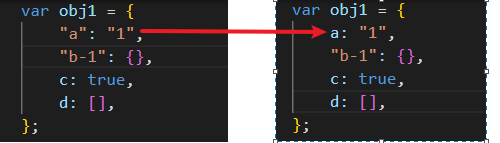 var obj1 = {
"a": "1",
"b-1": {},
c: true,
d: [],
};
var obj1 = {
a: "1",
"b-1": {},
c: true,
d: [],
};